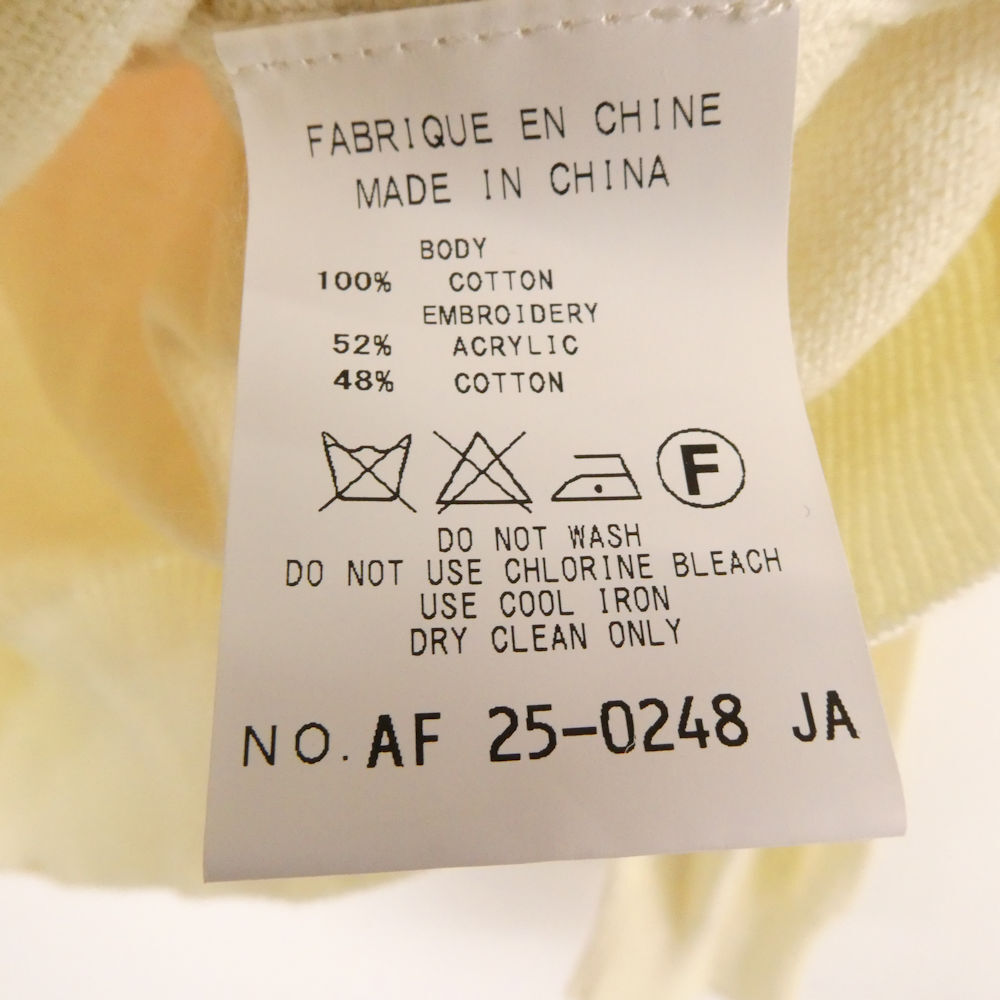 FABRIQUE EN CHINE
MADE IN CHINA
BODY
100% COTTON
EMBROIDERY
52% ACRYLIC
48% COTTON
F
DO NOT WASH
DO NOT USE CHLORINE BLEACH
USE COOL IRON
DRY CLEAN ONLY
NO. AF 25-0248 JA